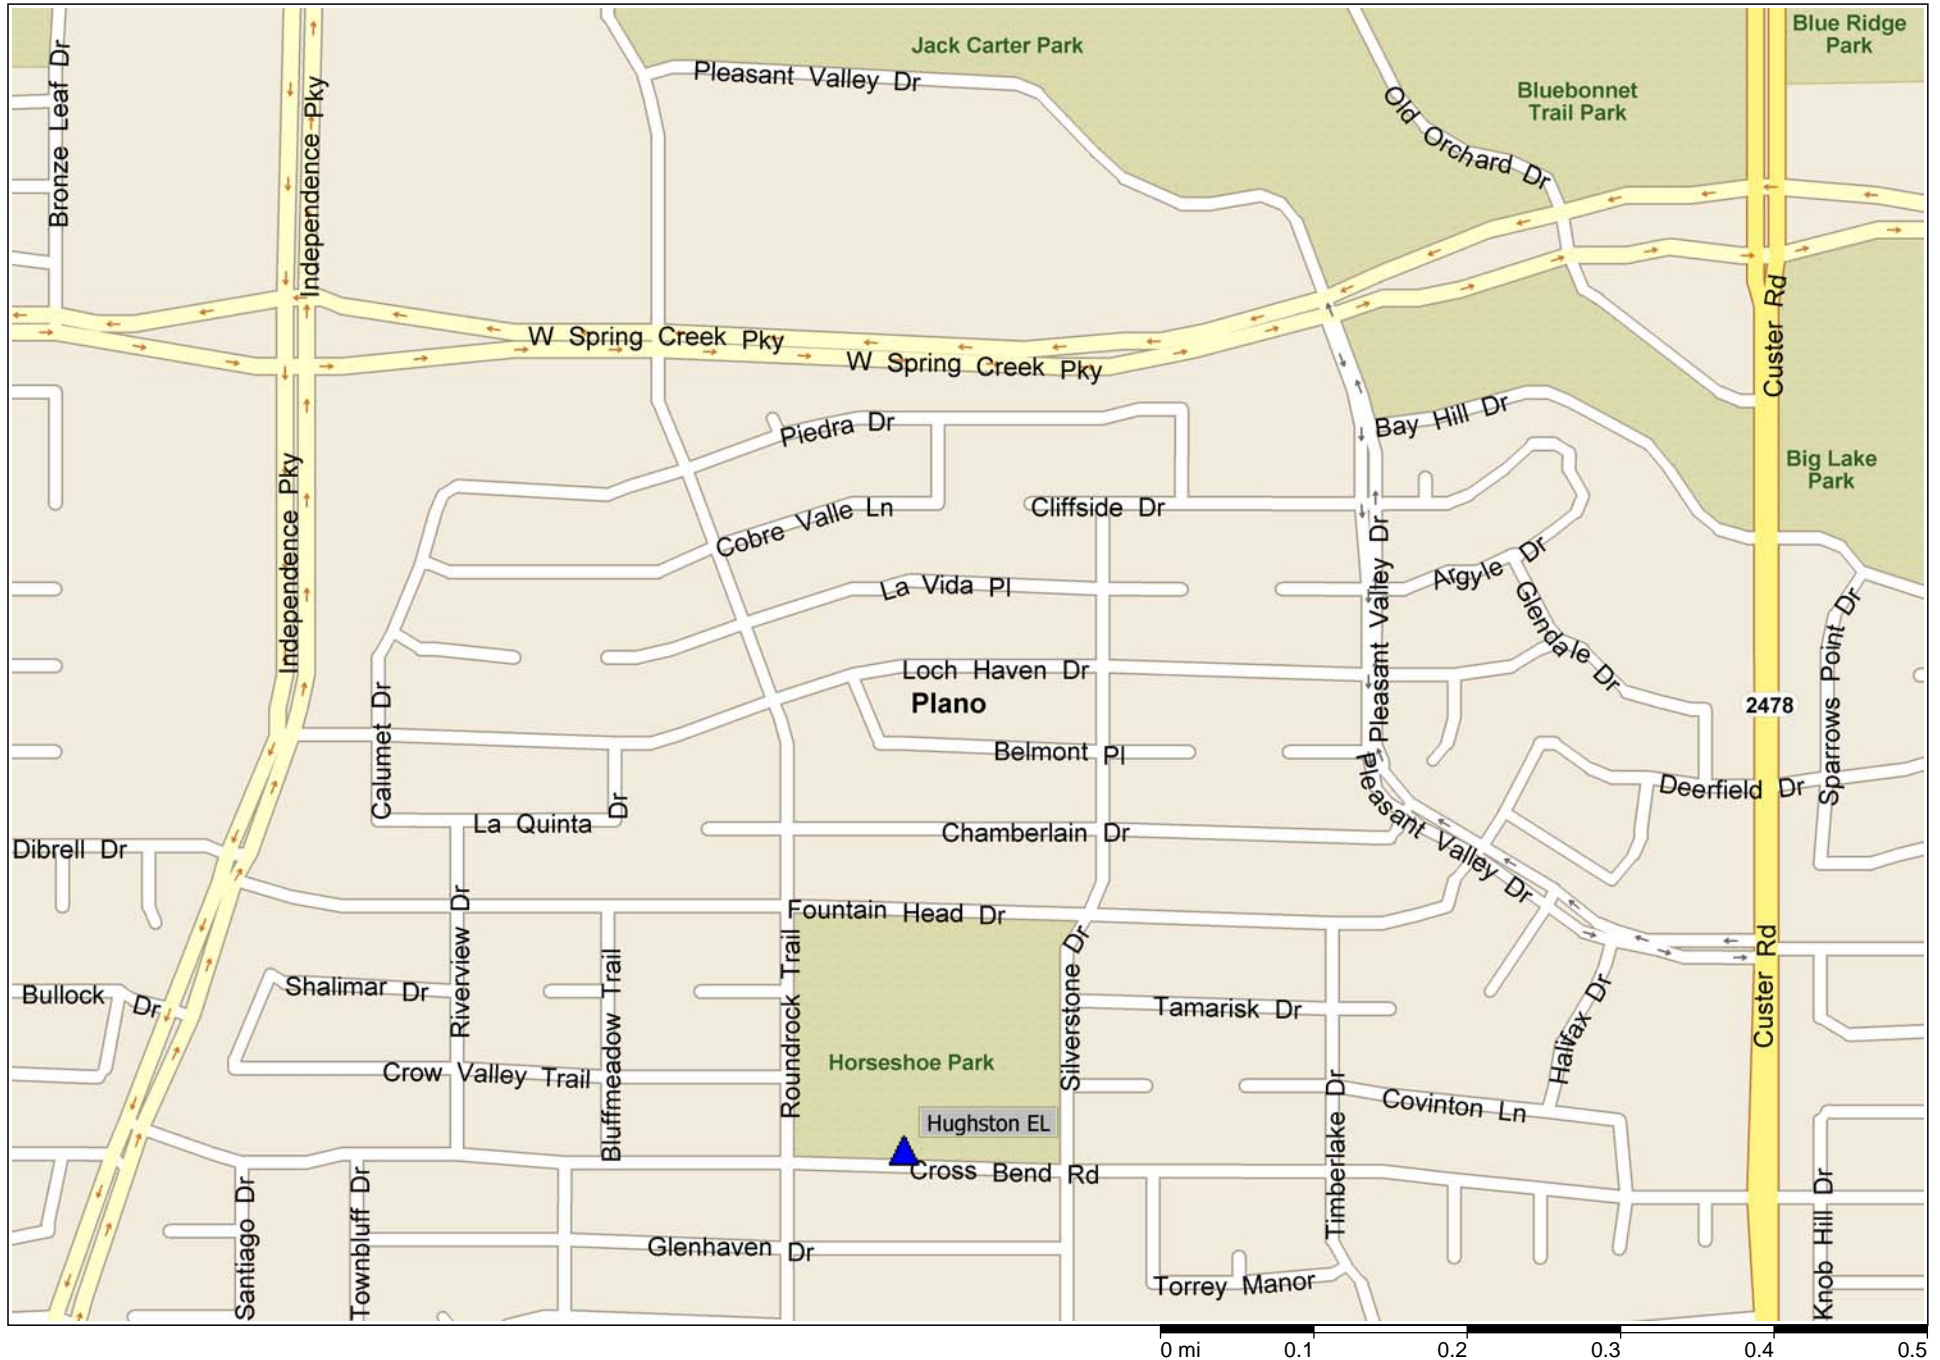 Jack Carter Park
Blue Ridge
Park
Pleasant Valley Dr
Bluebonnet
Trail Park
Old Orchard Dr
Bronze Leaf Dr
Independence Pky
W Spring Creek Pky
W Spring Creek Pky
Custer Rd
Piedra Dr
Bay Hill Dr
Big Lake
Park
Independence Pky
Cobre Valle Ln
Cliffside Dr
Pleasant Valley Dr
Argyle Dr
La Vida Pl
Glendale Dr
Sparrows Point Dr
Loch Haven Dr
Plano
2478
Calumet Dr
Belmont Pl
Deerfield Dr
La Quinta Dr
Chamberlain Dr
Pleasant Valley Dr
Dibrell Dr
Riverview Dr
Fountain Head Dr
Bluffmeadow Trail
Roundrock Trail
Silverstone Dr
Custer Rd
Shalimar Dr
Bullock Dr
Tamarisk Dr
Halifax Dr
Horseshoe Park
Crow Valley Trail
Covinton Ln
Hughston EL
Cross Bend Rd
Timberlake Dr
Santiago Dr
Townbluff Dr
Glenhaven Dr
Torrey Manor
Knob Hill Dr
0 mi 0.1 0.2 0.3 0.4 0.5